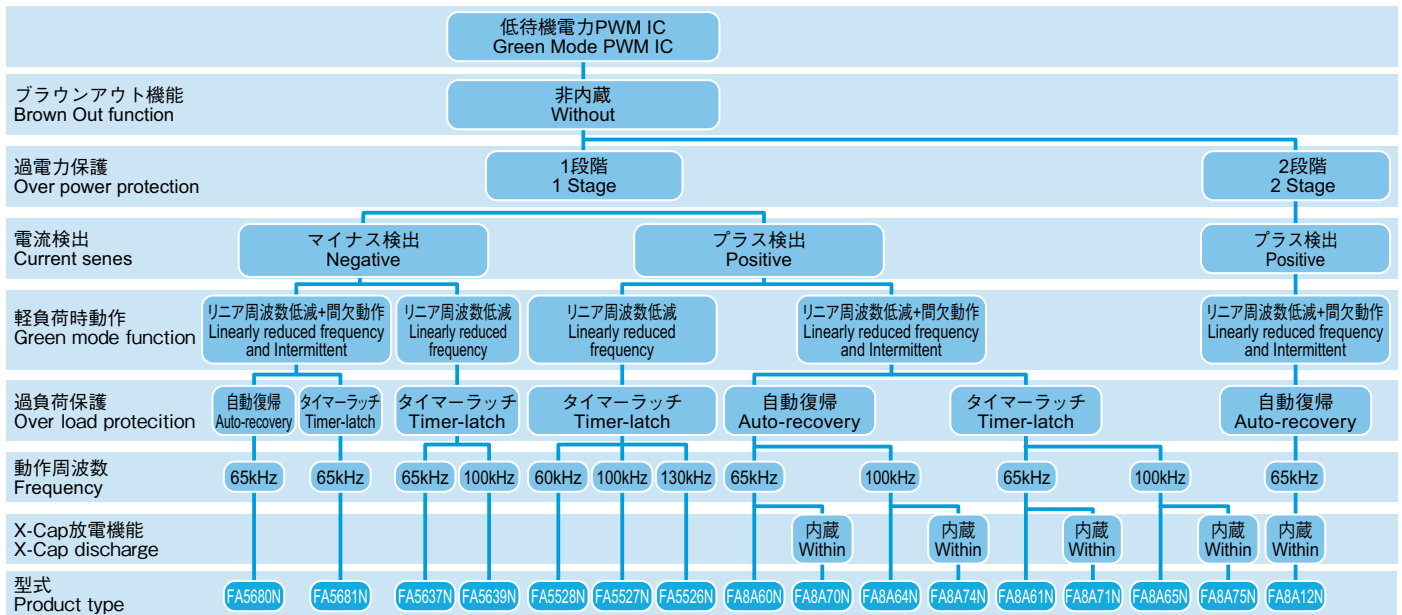 低待機電力PWM IC
Green Mode PWM IC
ブラウンアウト機能
Brown Out function
非内蔵
Without
過電力保護
Over power protection
1段階
1 Stage
2段階
2 Stage
電流検出
Current senes
マイナス検出
Negative
プラス検出
Positive
プラス検出
Positive
軽負荷時動作
Green mode function
リニア周波数低減+間欠動作
Linearly reduced frequency
and Intermittent
リニア周波数低減
Linearly reduced
frequency
リニア周波数低減
Linearly reduced
frequency
リニア周波数低減+間欠動作
Linearly reduced frequency
and Intermittent
リニア周波数低減+間欠動作
Linearly reduced frequency
and Intermittent
過負荷保護
Over load protecition
自動復帰
Auto-recovery
タイマーラッチ
Timer-latch
タイマーラッチ
Timer-latch
タイマーラッチ
Timer-latch
自動復帰
Auto-recovery
タイマーラッチ
Timer-latch
自動復帰
Auto-recovery
動作周波数
Frequency
65kHz
65kHz
65kHz
100kHz
60kHz
100kHz
130kHz
65kHz
100kHz
65kHz
100kHz
65kHz
X-Cap放電機能
X-Cap discharge
内蔵
Within
内蔵
Within
内蔵
Within
内蔵
Within
内蔵
Within
型式
Product type
FA5680N
FA5681N
FA5637N
FA5639N
FA5528N
FA5527N
FA5526N
FA8A60N
FA8A70N
FA8A64N
FA8A74N
FA8A61N
FA8A71N
FA8A65N
FA8A75N
FA8A12N